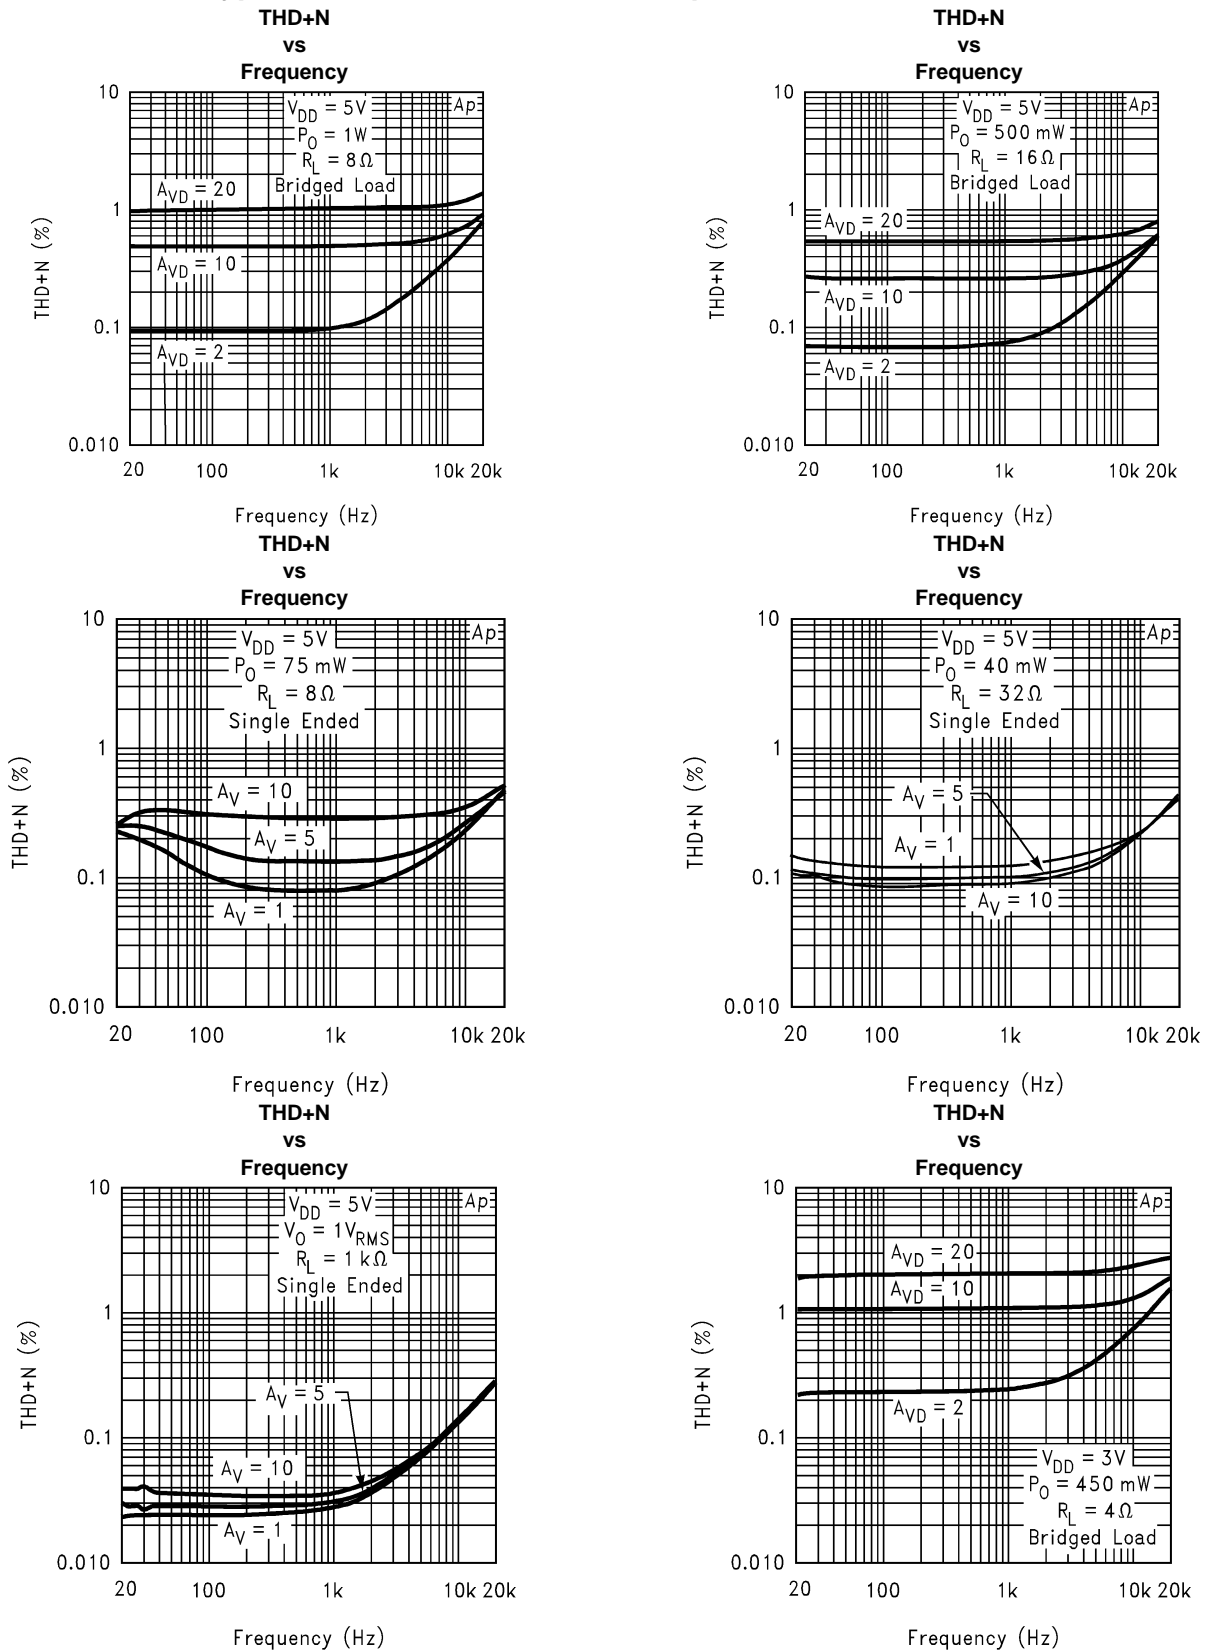 THD+N
vs
Frequency
10
1
0.1
0.010
THD+N (%)
V_DD = 5V
P_O = 1W
R_L = 8Ω
Bridged Load
Ap
A_VD = 20
A_VD = 10
A_VD = 2
20 100 1k 10k 20k
Frequency (Hz)
THD+N
vs
Frequency
10
1
0.1
0.010
THD+N (%)
V_DD = 5V
P_O = 500 mW
R_L = 16Ω
Bridged Load
Ap
A_VD = 20
A_VD = 10
A_VD = 2
20 100 1k 10k 20k
Frequency (Hz)
THD+N
vs
Frequency
10
1
0.1
0.010
THD+N (%)
V_DD = 5V
P_O = 75 mW
R_L = 8Ω
Single Ended
Ap
A_V = 10
A_V = 5
A_V = 1
20 100 1k 10k 20k
Frequency (Hz)
THD+N
vs
Frequency
10
1
0.1
0.010
THD+N (%)
V_DD = 5V
P_O = 40 mW
R_L = 32Ω
Single Ended
Ap
A_V = 5
A_V = 1
A_V = 10
20 100 1k 10k 20k
Frequency (Hz)
THD+N
vs
Frequency
10
1
0.1
0.010
THD+N (%)
V_DD = 5V
V_O = 1V_RMS
R_L = 1 kΩ
Single Ended
Ap
A_V = 5
A_V = 10
A_V = 1
20 100 1k 10k 20k
Frequency (Hz)
THD+N
vs
Frequency
10
1
0.1
0.010
THD+N (%)
Ap
A_VD = 20
A_VD = 10
A_VD = 2
V_DD = 3V
P_O = 450 mW
R_L = 4Ω
Bridged Load
20 100 1k 10k 20k
Frequency (Hz)